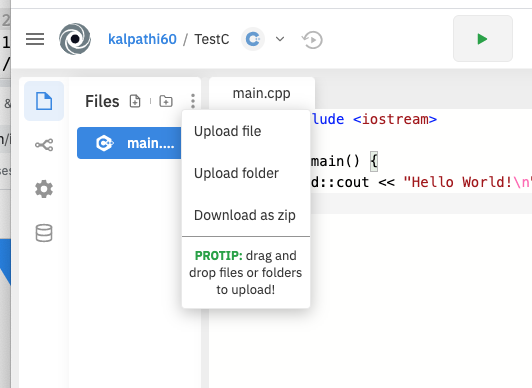 kalpathi60 / TestC
Files
main.cpp
main....
Upload file
Upload folder
Download as zip
PROTIP: drag and
drop files or folders
to upload!
lude <iostream>
main() {
d::cout << "Hello World!\n"